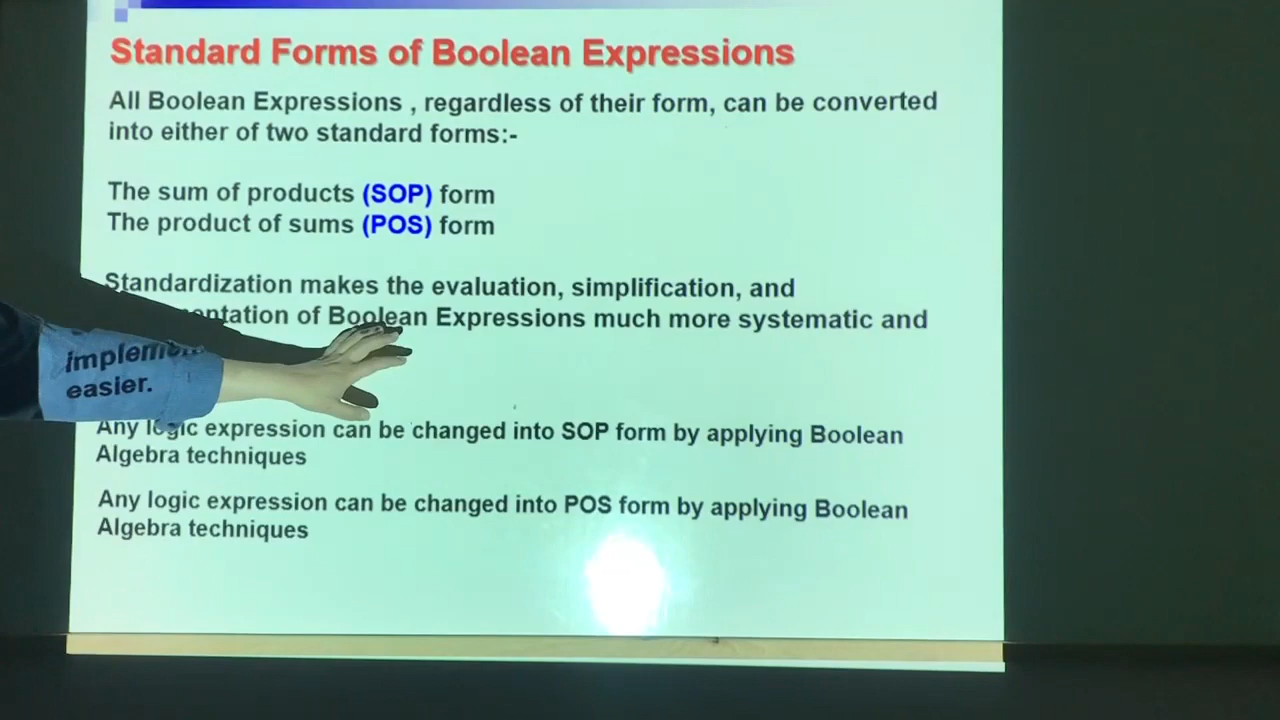 Standard Forms of Boolean Expressions
All Boolean Expressions , regardless of their form, can be converted
into either of two standard forms:-
The sum of products (SOP) form
The product of sums (POS) form
Standardization makes the evaluation, simplification, and
implementation of Boolean Expressions much more systematic and
easier.
Any logic expression can be changed into SOP form by applying Boolean
Algebra techniques
Any logic expression can be changed into POS form by applying Boolean
Algebra techniques